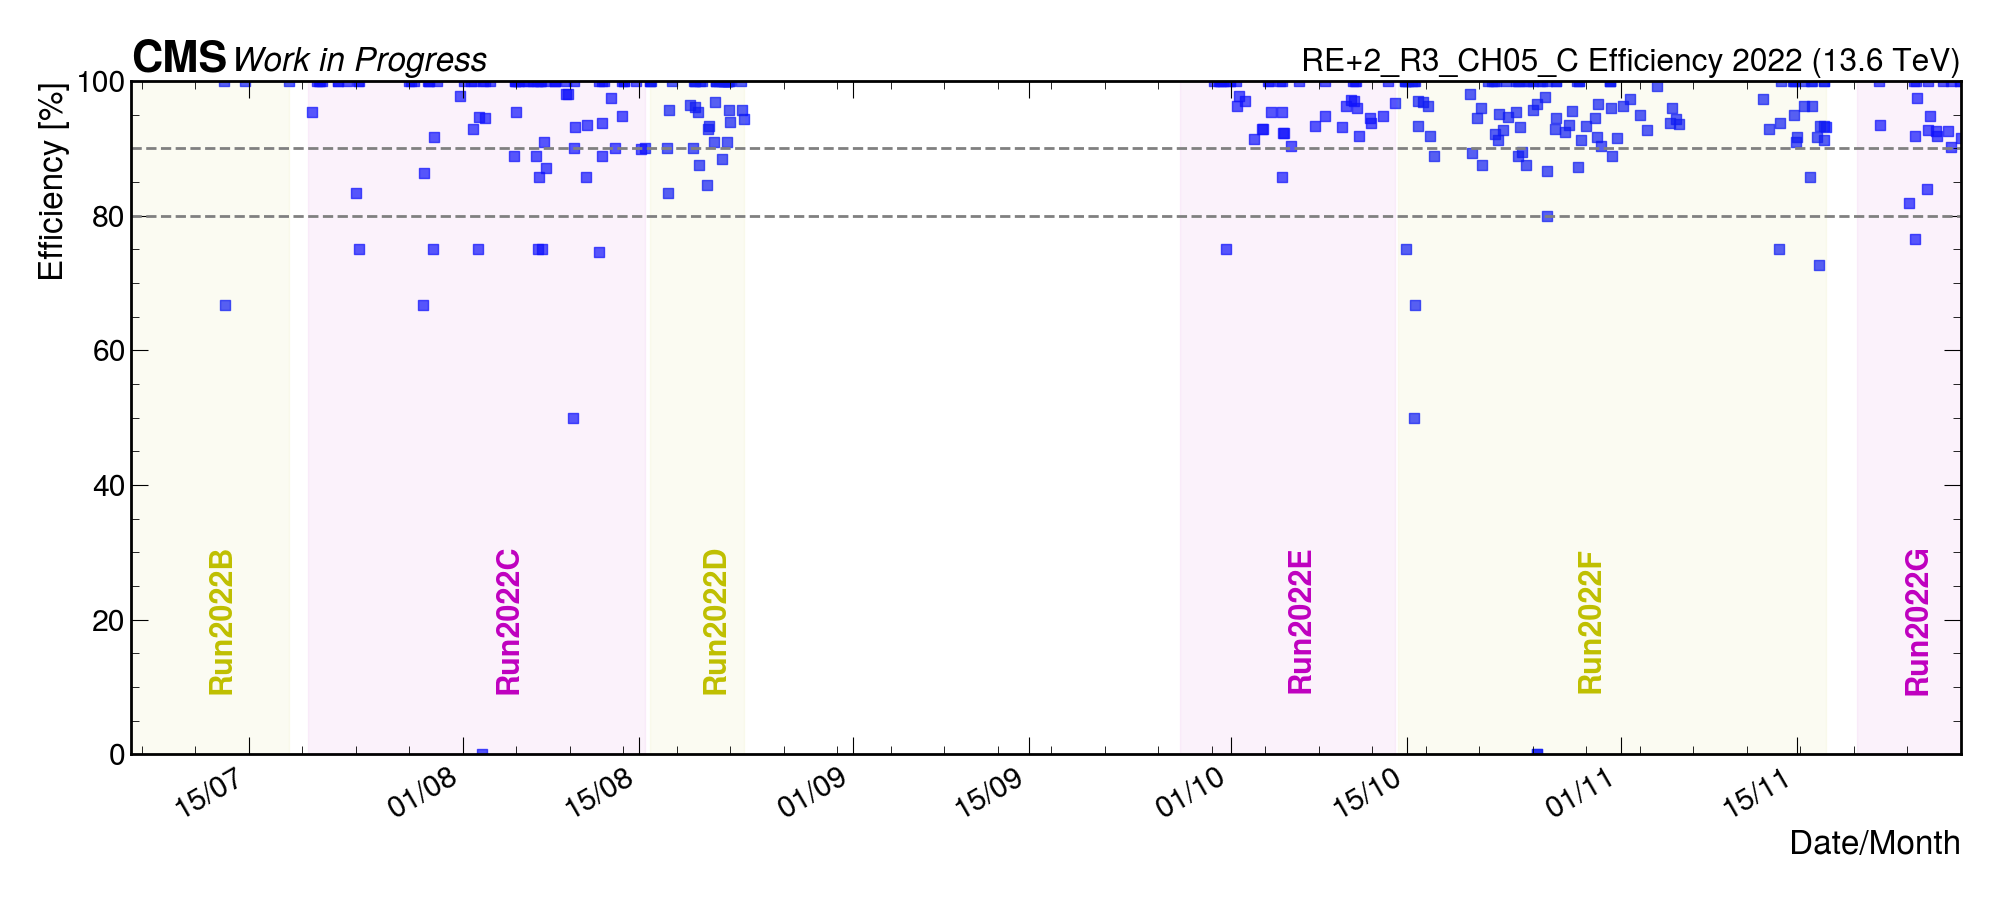 CMS Work in Progress
RE+2_R3_CH05_C Efficiency 2022 (13.6 TeV)
Efficiency [%]
100
80
60
40
20
0
Run2022B
Run2022C
Run2022D
Run2022E
Run2022F
Run2022G
15/07
01/08
15/08
01/09
15/09
01/10
15/10
01/11
15/11
Date/Month